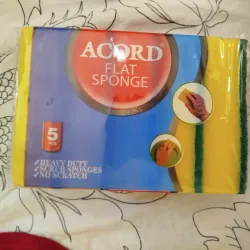 ACORD
FLAT
SPONGE
5
HEAVY DUTY
SCRUB SPONGES
NO SCRATCH